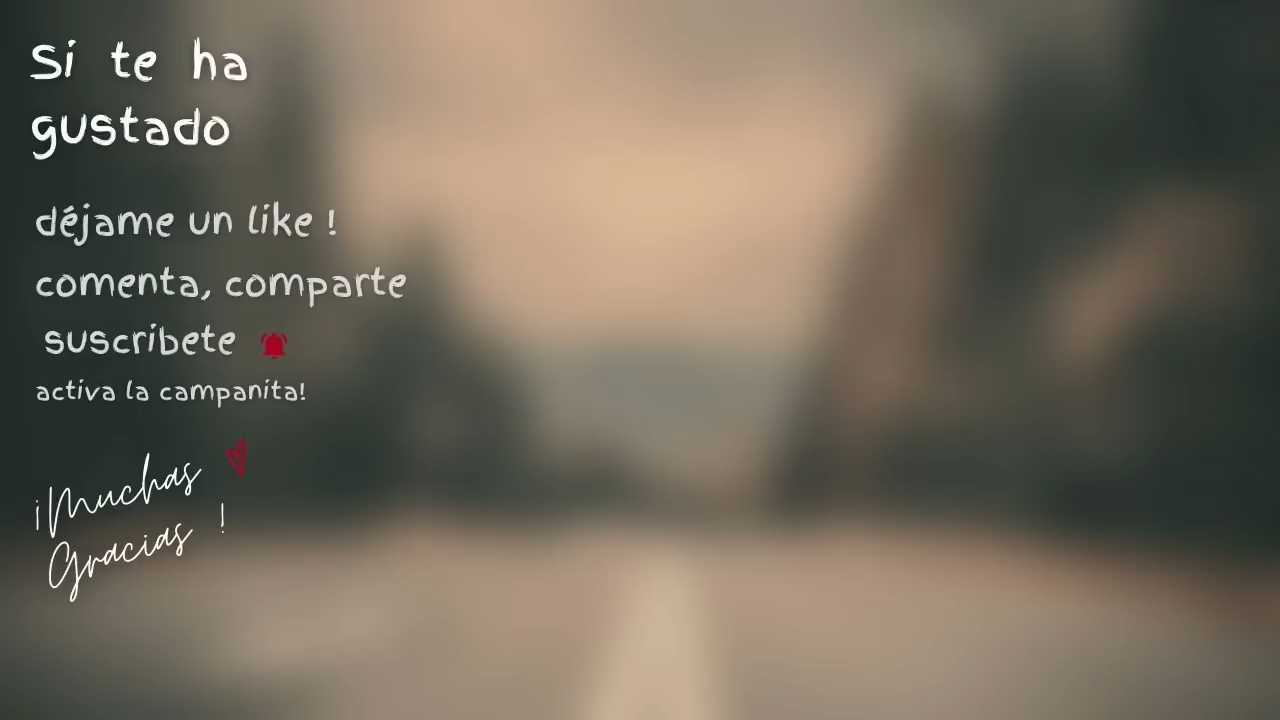 Si te ha
gustado
déjame un like !
comenta, comparte
suscribete
activa la campanita!
¡Muchas
Gracias !